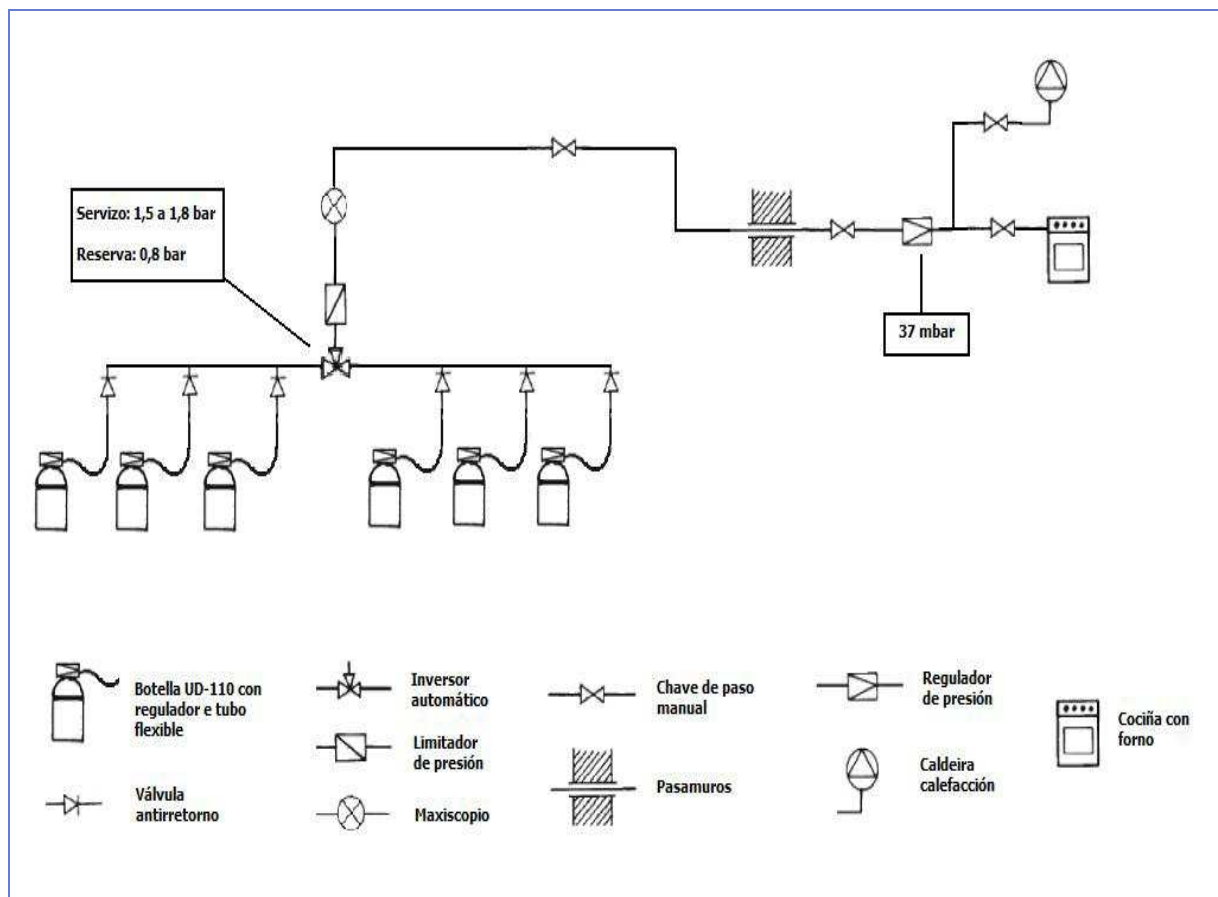 Servizo: 1,5 a 1,8 bar
Reserva: 0,8 bar
37 mbar
Botella UD-110 con
regulador e tubo
flexible
Válvula
antirretorno
Inversor
automático
Limitador
de presión
Maxiscopio
Chave de paso
manual
Pasamuros
Regulador
de presión
Caldeira
calefacción
Cociña con
forno